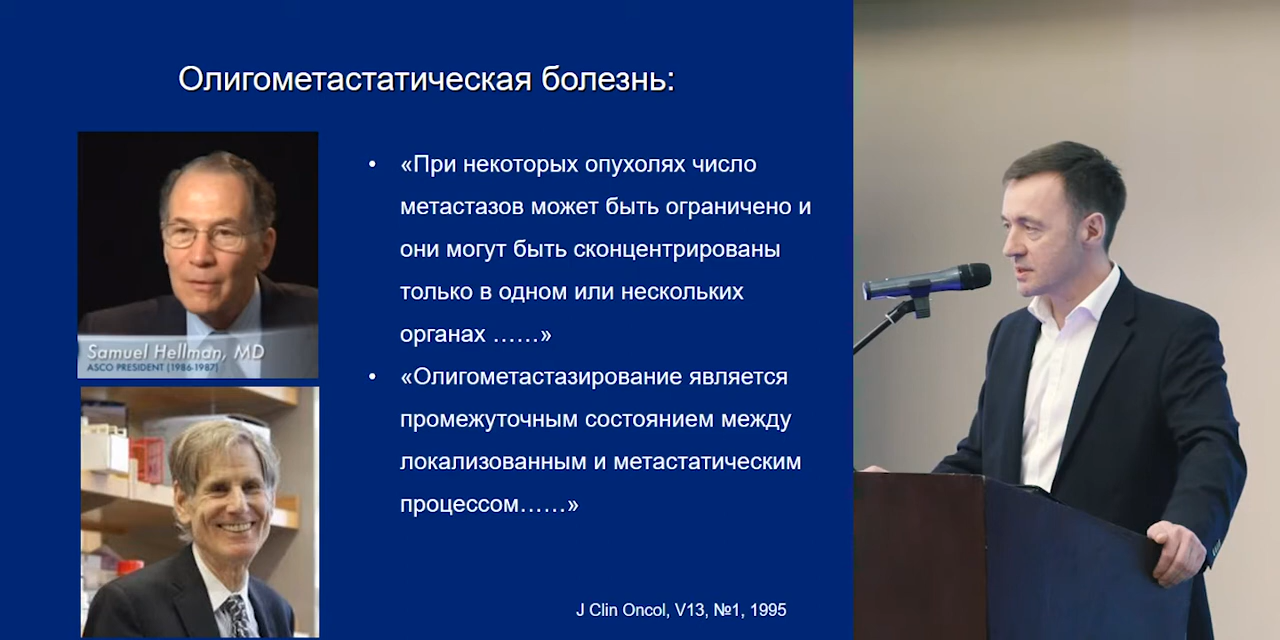 Олигометастатическая болезнь:
• «При некоторых опухолях число
метастазов может быть ограничено и
они могут быть сконцентрированы
только в одном или нескольких
органах ……»
• «Олигометастазирование является
промежуточным состоянием между
локализованным и метастатическим
процессом……»
Samuel Hellman, MD
ASCO PRESIDENT (1986-1987)
J Clin Oncol, V13, №1, 1995